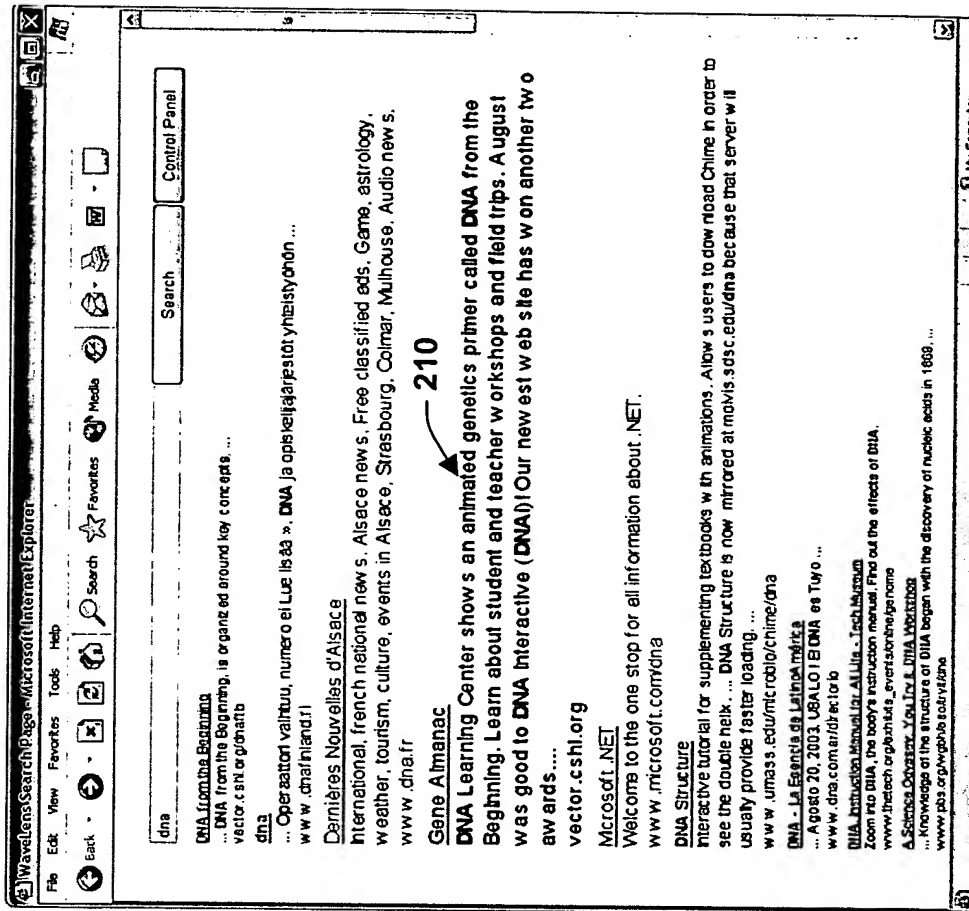 WaveLens Search Page - Microsoft Internet Explorer
File Edit View Favorites Tools Help
Back Search Favorites Media
dna Search Control Panel
DNA from the Beginning
... DNA from the Beginning, is organized around key concepts, ...
vector.cshl.org/dnaftb
dna
... Operaattori vaihtuu, numero ei Lue lisää », DNA ja opiskelijajärjestöt yhteistyöhön ...
www.dnafinland.fi
Dernières Nouvelles d'Alsace
International, french national news, Alsace news, Free classified ads, Game, astrology,
weather, tourism, culture, events in Alsace, Strasbourg, Colmar, Mulhouse, Audio news,
www.dna.fr
210
Gene Almanac
DNA Learning Center shows an animated genetics primer called DNA from the
Beginning. Learn about student and teacher workshops and field trips. August
was good to DNA Interactive (DNAi)! Our newest web site has won another two
awards....
vector.cshl.org
Microsoft .NET
Welcome to the one stop for all information about .NET.
www.microsoft.com/dna
DNA Structure
Interactive tutorial for supplementing textbooks with animations. Allows users to download Chime in order to
see the double helix. ... DNA Structure is now mirrored at molvis.sdsc.edu/dna because that server will
usually provide faster loading. ...
www.umass.edu/microbio/chime/dna
DNA - La Esencia de LatinoAmérica
... Agosto 20, 2003. UBALO ! El DNA es Tuyo ...
www.dna.com.ar/directorio
DNA Instruction Manual for All Life - Tech Museum
Zoom into DNA, the body's instruction manual. Find out the effects of DNA.
www.thetech.org/exhibits_events/online/genome
A Science Odyssey: You Try It: DNA Workshop
... Knowledge of the structure of DNA began with the discovery of nucleic acids in 1869, ...
www.pbs.org/wgbh/aso/tryit/dna